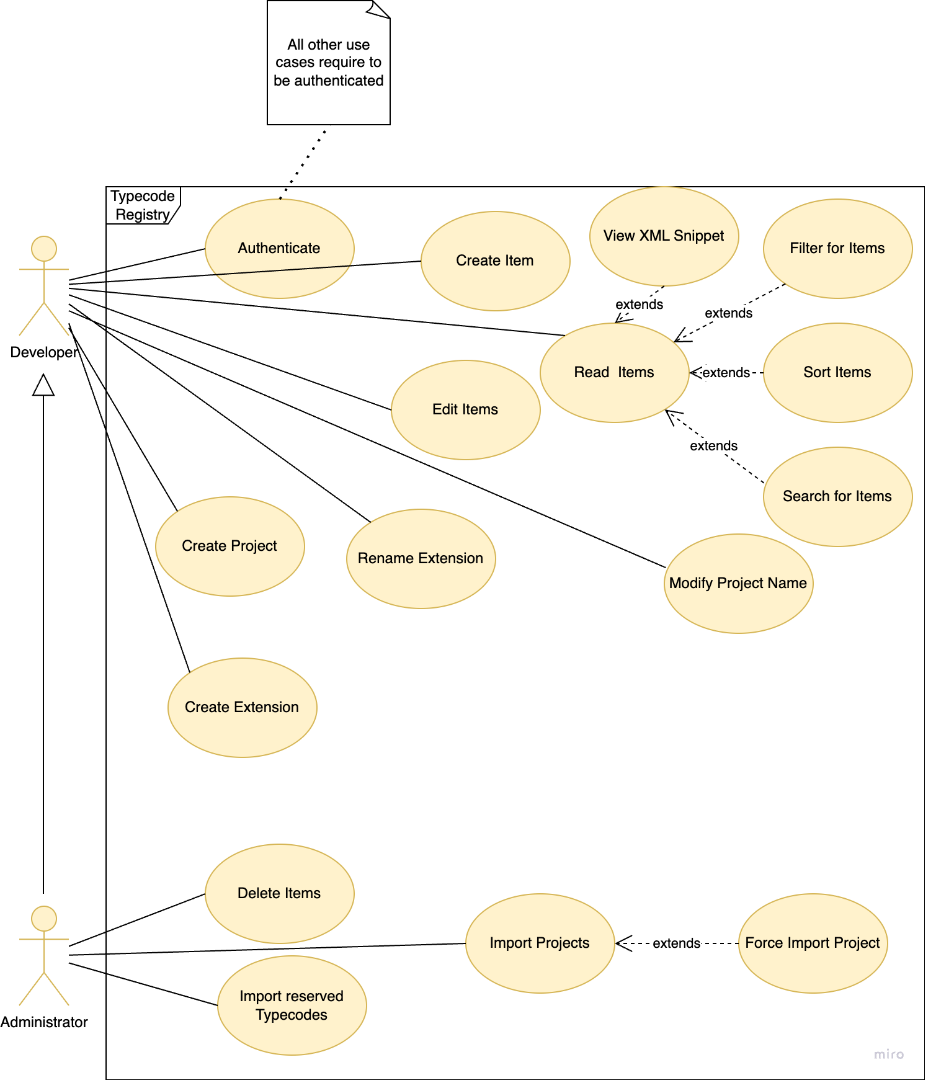 All other use
cases require to
be authenticated
Typecode
Registry
Authenticate
Create Item
View XML Snippet
Filter for Items
extends
extends
Developer
Read  Items
extends
Sort Items
Edit Items
extends
Search for Items
Create Project
Rename Extension
Modify Project Name
Create Extension
Delete Items
Import Projects
extends
Force Import Project
Import reserved
Typecodes
Administrator
miro